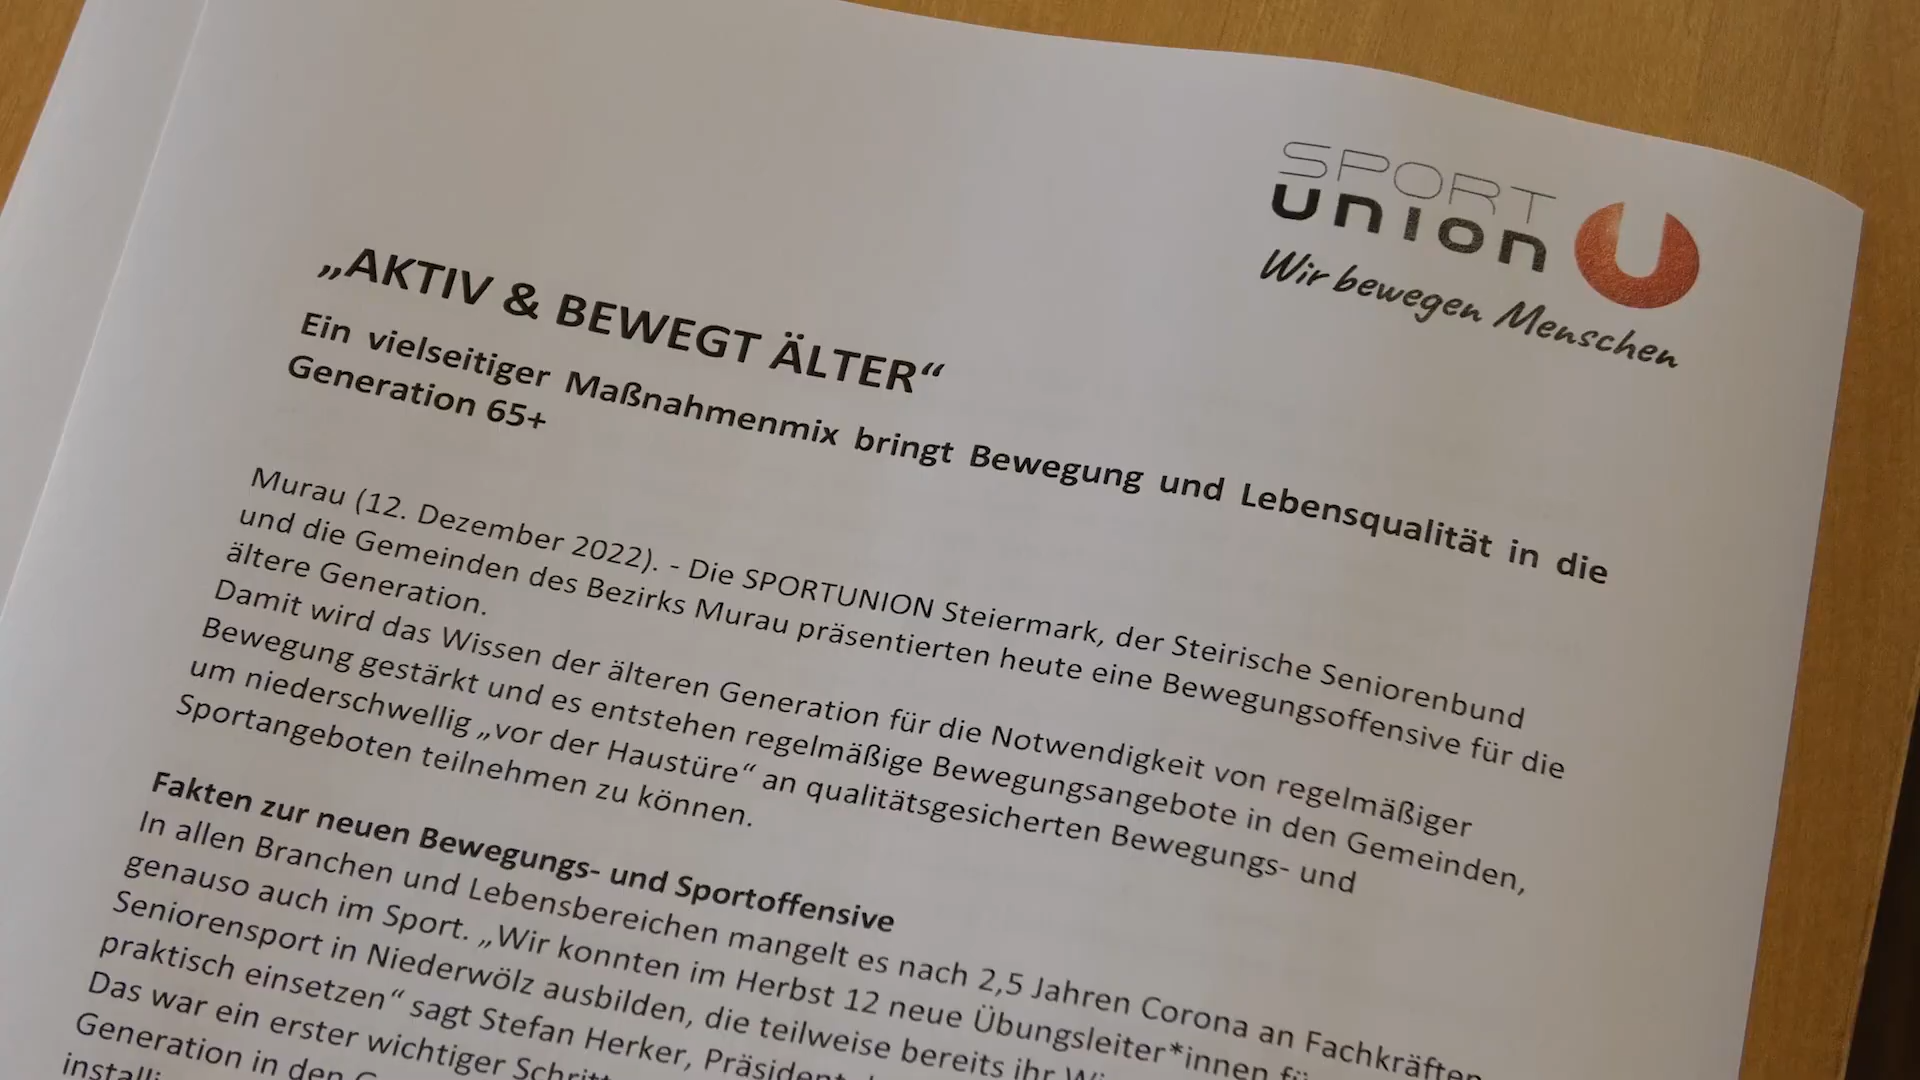 SPORT
union
Wir bewegen Menschen
„AKTIV & BEWEGT ÄLTER“
Ein vielseitiger Maßnahmenmix bringt Bewegung und Lebensqualität in die
Generation 65+
Murau (12. Dezember 2022). - Die SPORTUNION Steiermark, der Steirische Seniorenbund
und die Gemeinden des Bezirks Murau präsentierten heute eine Bewegungsoffensive für die
ältere Generation.
Damit wird das Wissen der älteren Generation für die Notwendigkeit von regelmäßiger
Bewegung gestärkt und es entstehen regelmäßige Bewegungsangebote in den Gemeinden,
um niederschwellig „vor der Haustüre“ an qualitätsgesicherten Bewegungs- und
Sportangeboten teilnehmen zu können.
Fakten zur neuen Bewegungs- und Sportoffensive
In allen Branchen und Lebensbereichen mangelt es nach 2,5 Jahren Corona an Fachkräften
genauso auch im Sport. „Wir konnten im Herbst 12 neue Übungsleiter*innen
Seniorensport in Niederwölz ausbilden, die teilweise bereits ihr
praktisch einsetzen“ sagt Stefan Herker,
Das war ein erster wichtiger
Generation in den